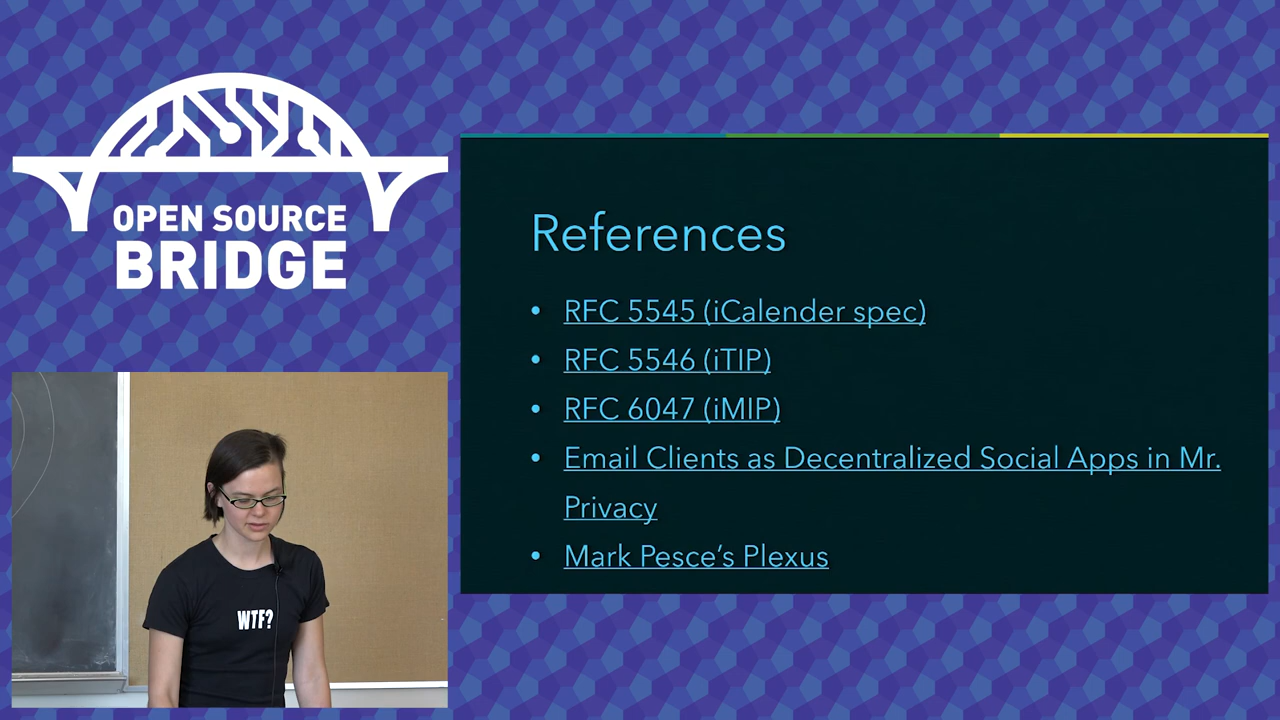 OPEN SOURCE
BRIDGE
References
• RFC 5545 (iCalender spec)
• RFC 5546 (iTIP)
• RFC 6047 (iMIP)
• Email Clients as Decentralized Social Apps in Mr.
Privacy
• Mark Pesce’s Plexus
WTF?